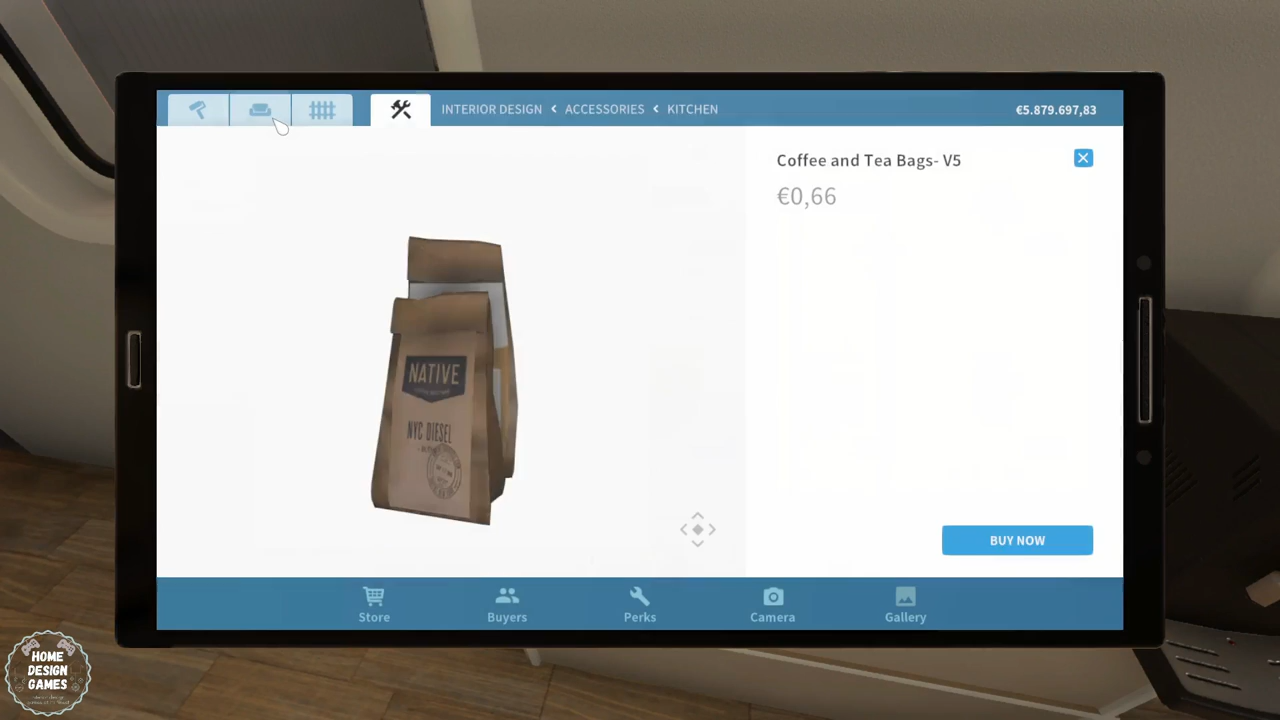 INTERIOR DESIGN < ACCESSORIES < KITCHEN
€5.879.697,83
Coffee and Tea Bags- V5
€0,66
NATIVE
NYC DIESEL
BUY NOW
Store
Buyers
Perks
Camera
Gallery
HOME
DESIGN
GAMES